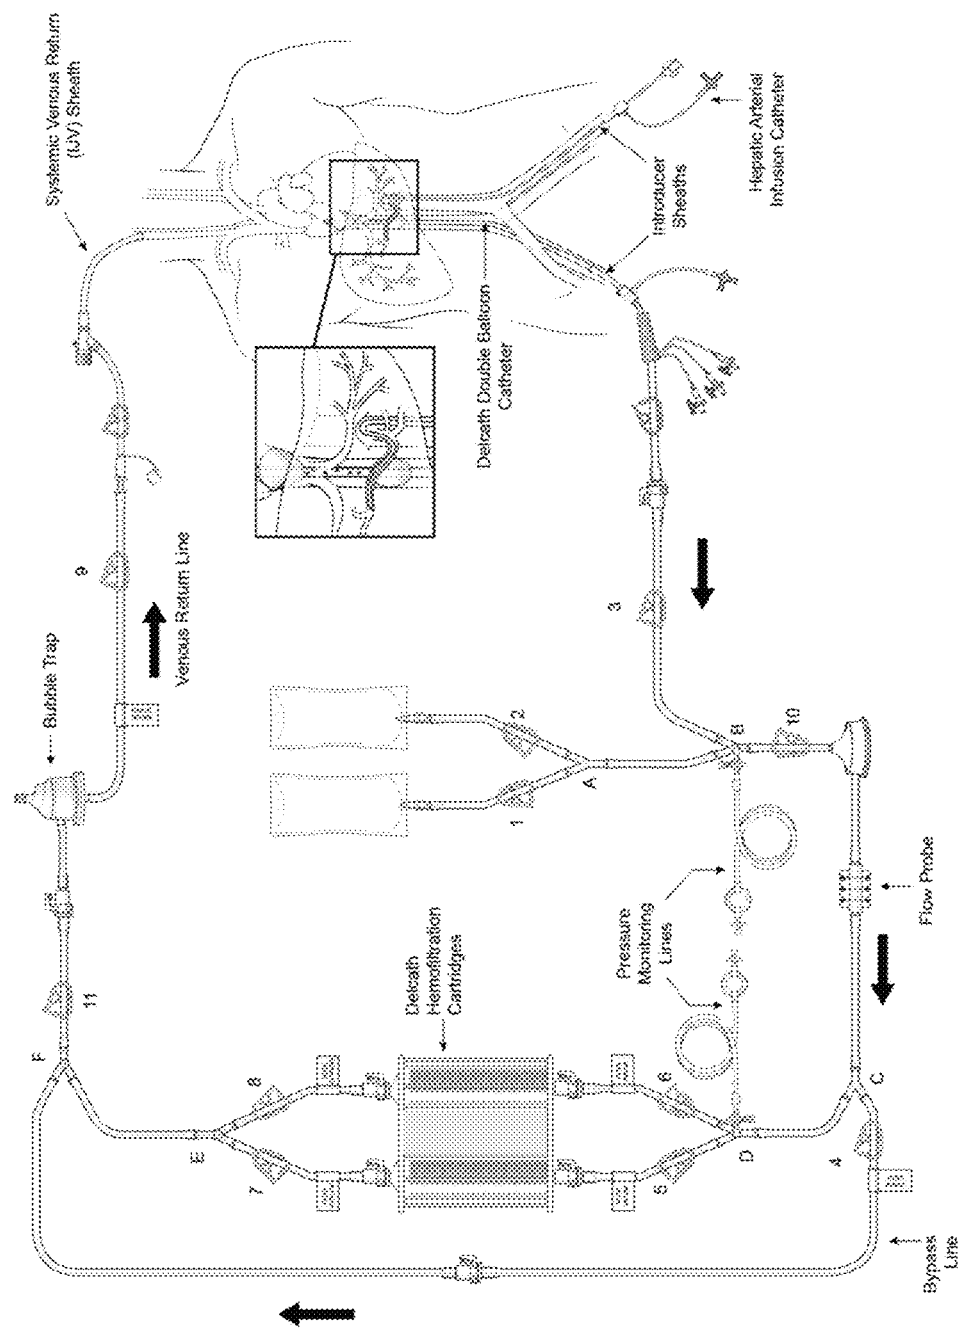 Systemic Venous Return
(IJV) Sheath
Bubble Trap
9
Venous Return Line
F
11
E
8
7
Delcath
Hemofiltration
Cartridges
1
2
A
Delcath Double Balloon
Catheter
Introducer
Sheaths
Hepatic Arterial
Infusion Catheter
3
B
10
Pressure
Monitoring
Lines
Flow Probe
5
6
D
C
4
Bypass
Line